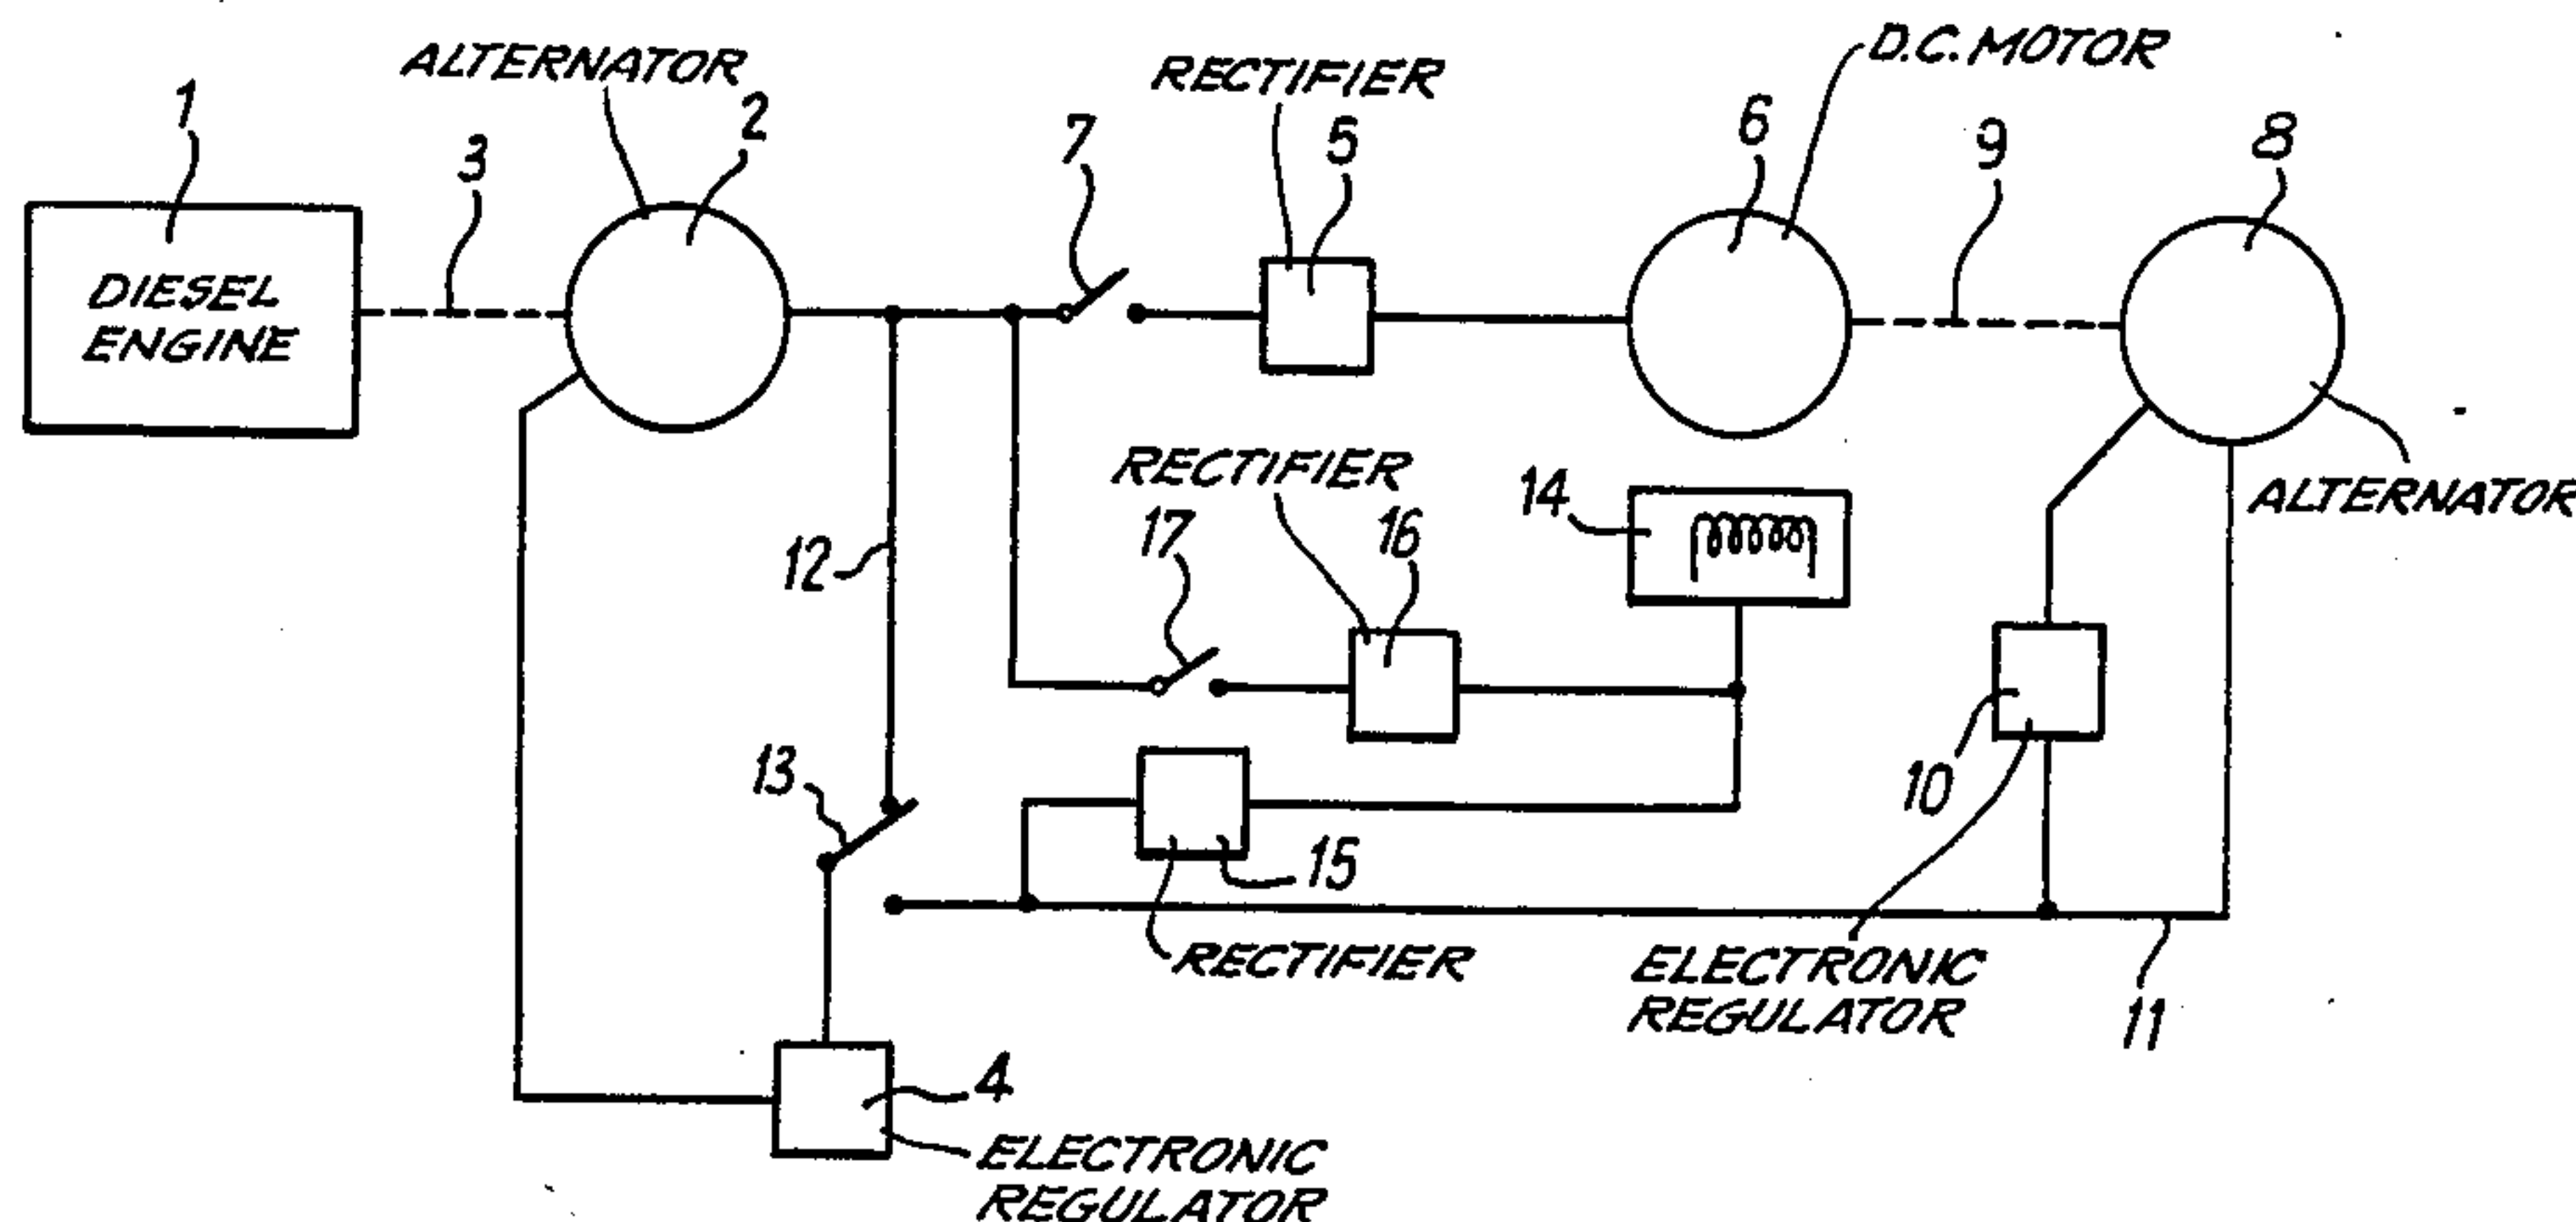 ALTERNATOR
RECTIFIER
D.C. MOTOR
1
3
2
7
5
6
9
8
DIESEL
ENGINE
RECTIFIER
14
ALTERNATOR
12
17
16
13
10
15
RECTIFIER
ELECTRONIC
REGULATOR
11
4
ELECTRONIC
REGULATOR